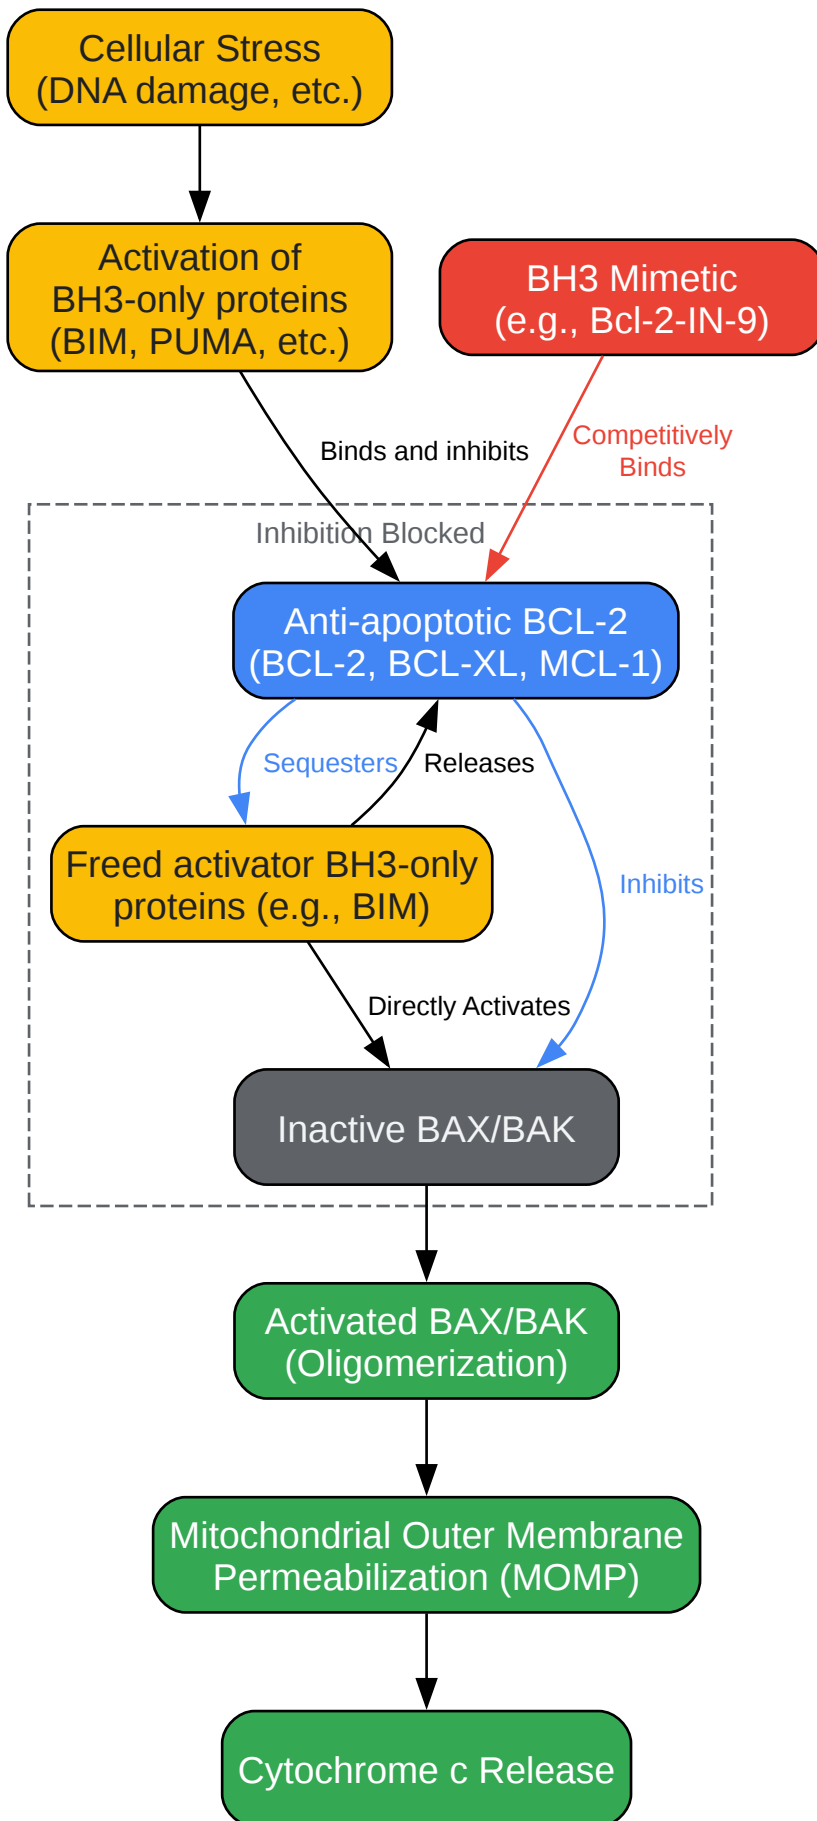 Cellular Stress
(DNA damage, etc.)
Activation of
BH3-only proteins
(BIM, PUMA, etc.)
BH3 Mimetic
(e.g., Bcl-2-IN-9)
Binds and inhibits
Competitively
Binds
Inhibition Blocked
Anti-apoptotic BCL-2
(BCL-2, BCL-XL, MCL-1)
Sequesters
Releases
Freed activator BH3-only
proteins (e.g., BIM)
Inhibits
Directly Activates
Inactive BAX/BAK
Activated BAX/BAK
(Oligomerization)
Mitochondrial Outer Membrane
Permeabilization (MOMP)
Cytochrome c Release